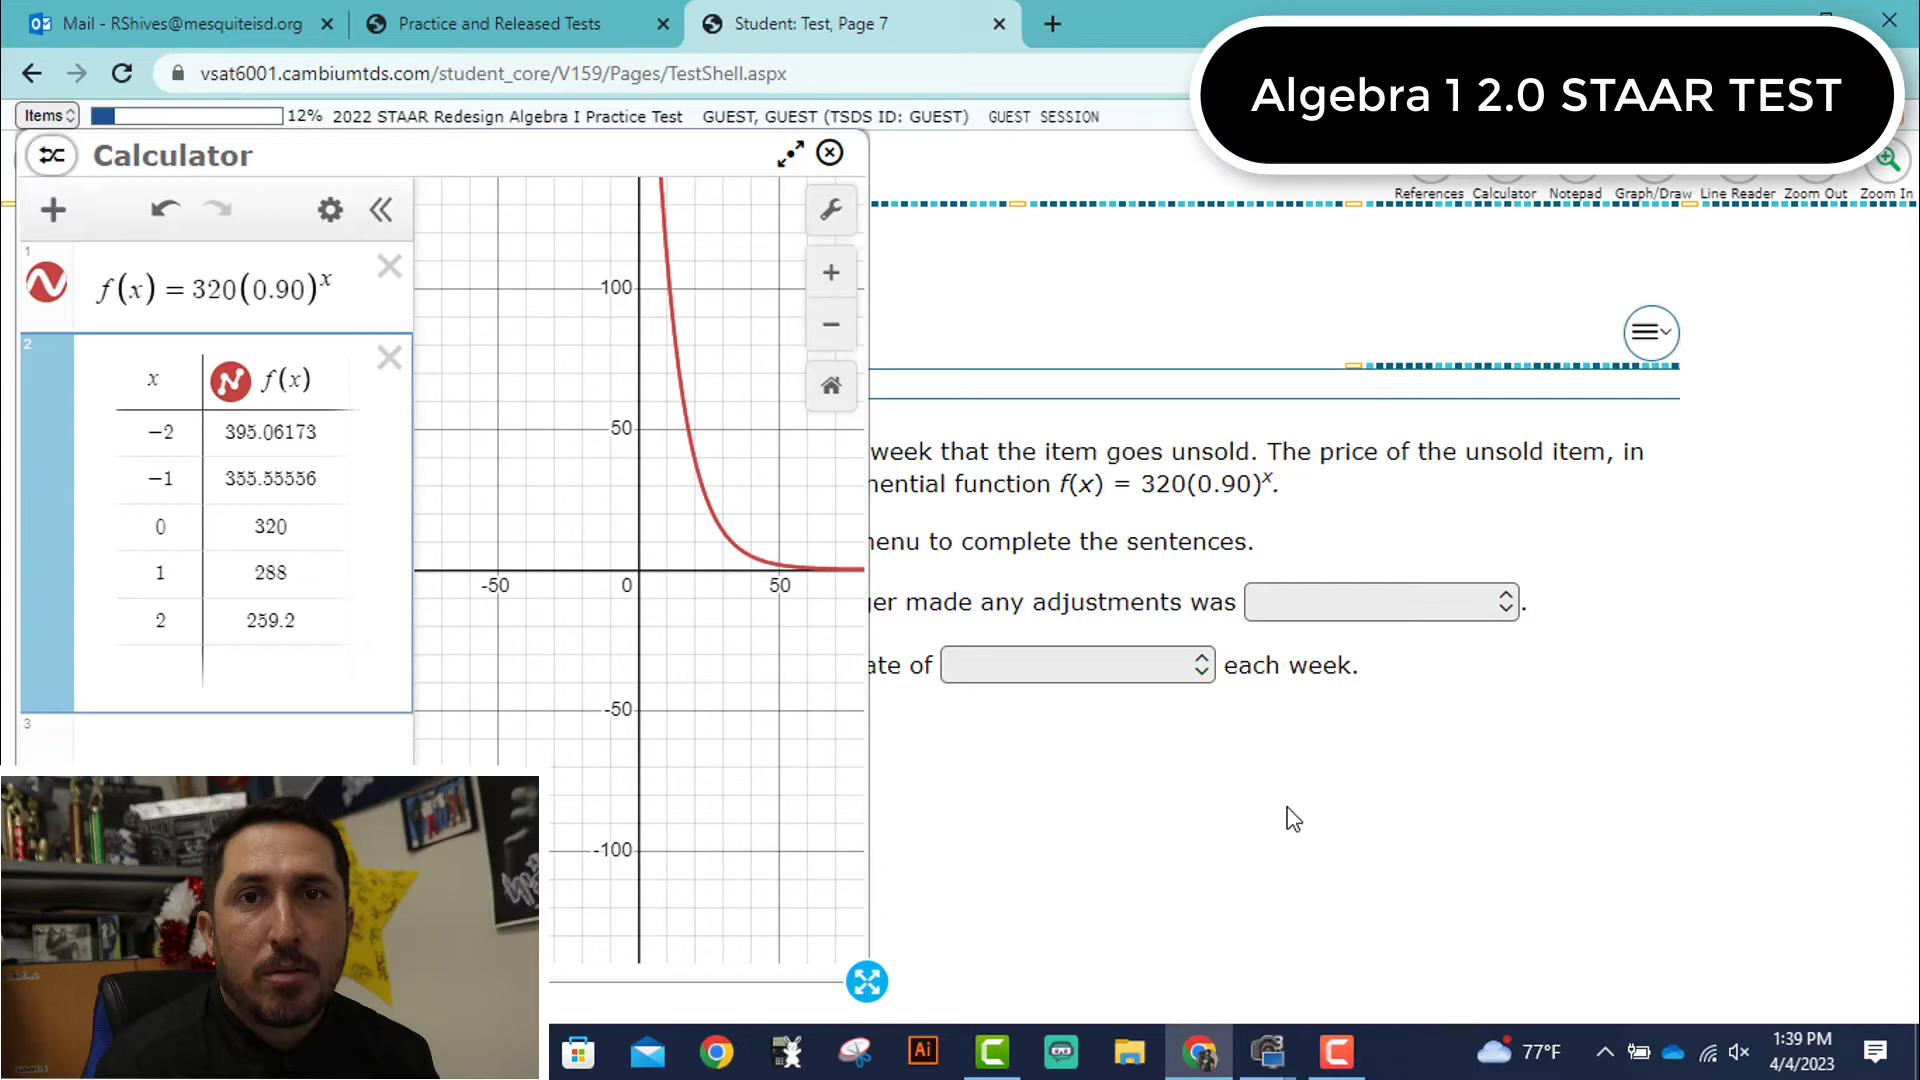 Mail - RShives@mesquiteisd.org
Practice and Released Tests
Student: Test, Page 7
vsat6001.cambiumtds.com/student_core/V159/Pages/TestShell.aspx
Algebra 1 2.0 STAAR TEST
Items
12%
2022 STAAR Redesign Algebra I Practice Test
GUEST, GUEST (TSDS ID: GUEST)
GUEST SESSION
References
Calculator
Notepad
Graph/Draw
Line Reader
Zoom Out
Zoom In
Calculator
1
f(x) = 320(0.90)^x
2
x f(x)
-2 395.06173
-1 355.55556
0 320
1 288
2 259.2
3
100
50
-50
0
50
-50
-100
week that the item goes unsold. The price of the unsold item, in
nential function f(x) = 320(0.90)^x.
enu to complete the sentences.
er made any adjustments was .
ate of each week.
Ai
77°F
1:39 PM
4/4/2023